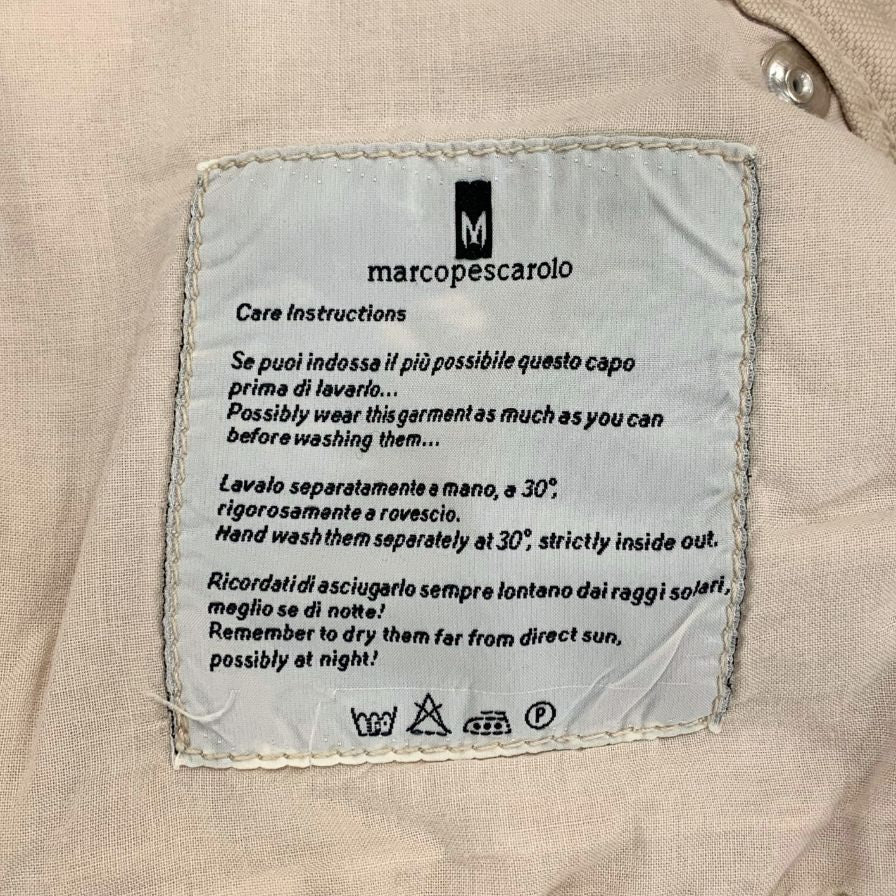 M
marcopescarolo
Care Instructions
Se puoi indossa il più possibile questo capo
prima di lavarlo...
Possibly wear this garment as much as you can
before washing them...
Lavalo separatamente a mano, a 30°,
rigorosamente a rovescio.
Hand wash them separately at 30°, strictly inside out.
Ricordati di asciugarlo sempre lontano dai raggi solari,
meglio se di notte!
Remember to dry them far from direct sun,
possibly at night!
P